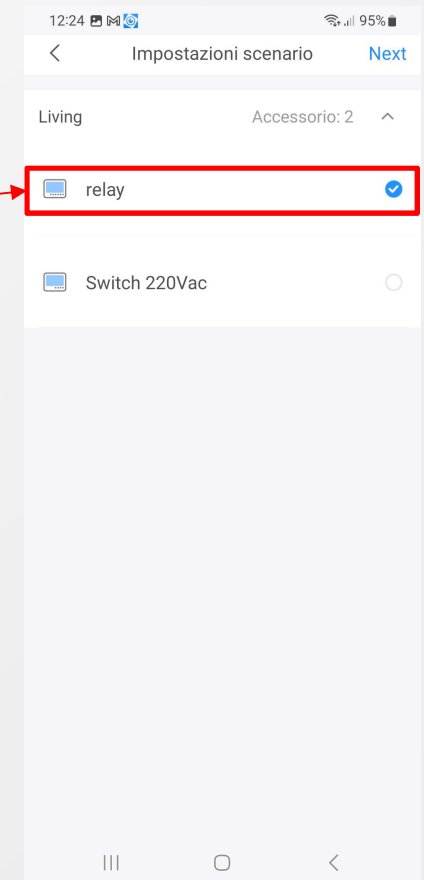 12:24 95%
Impostazioni scenario Next
Living Accessorio: 2
relay
Switch 220Vac